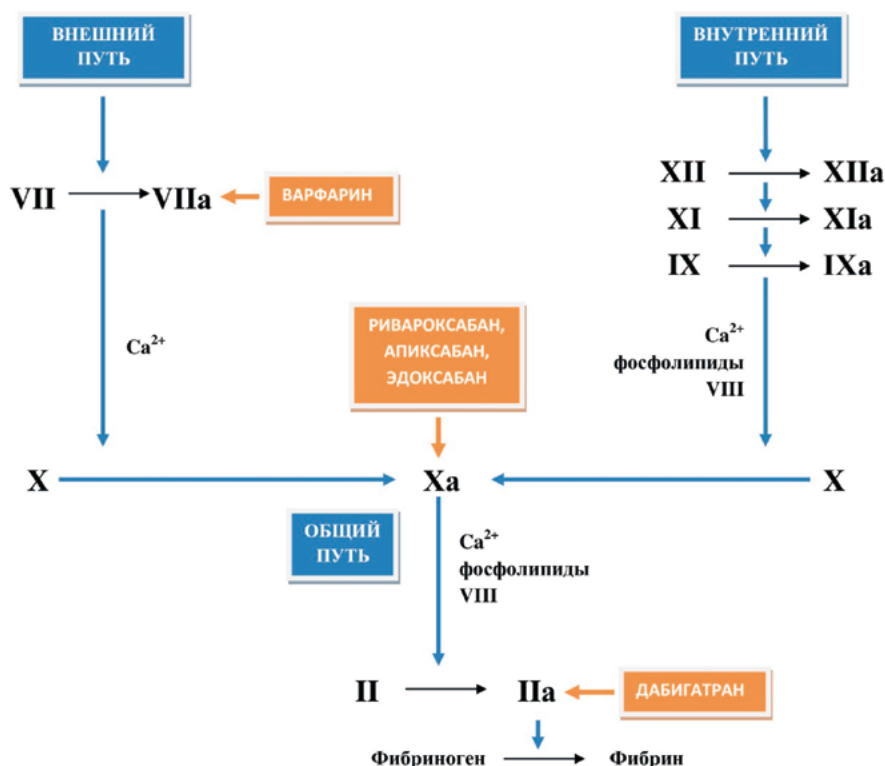 ВНЕШНИЙ
ПУТЬ
ВНУТРЕННИЙ
ПУТЬ
VII
VIIa
ВАРФАРИН
XII
XIIa
XI
XIa
IX
IXa
Ca²⁺
РИВАРОКСАБАН,
АПИКСАБАН,
ЭДОКСАБАН
Ca²⁺
фосфолипиды
VIII
X
Xa
X
ОБЩИЙ
ПУТЬ
Ca²⁺
фосфолипиды
VIII
II
IIa
ДАБИГАТРАН
Фибриноген
Фибрин